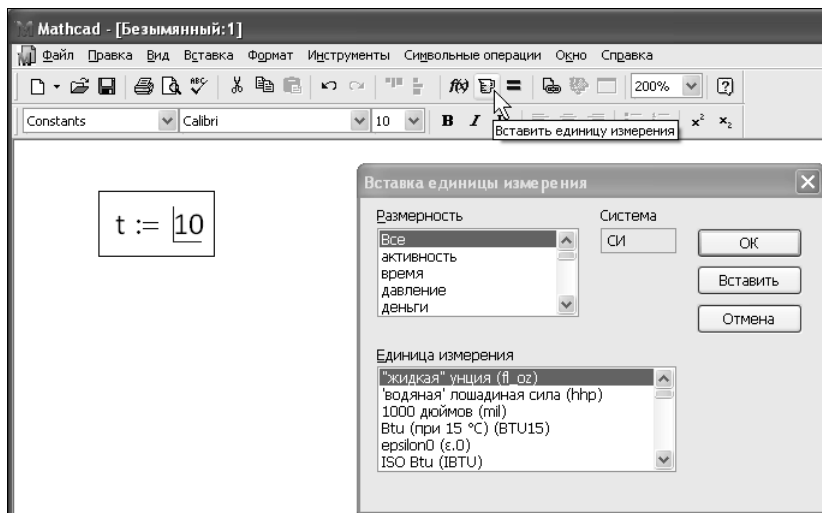 Mathcad - [Безымянный:1]
Файл Правка Вид Вставка Формат Инструменты Символьные операции Окно Справка
200%
Constants Calibri 10 B I x² x₂
Вставить единицу измерения
t := 10
Вставка единицы измерения
Размерность Система
Все СИ ОК
активность
время Вставить
давление
деньги Отмена
Единица измерения
"жидкая" унция (fl_oz)
'водяная' лошадиная сила (hhp)
1000 дюймов (mil)
Btu (при 15 °C) (BTU15)
epsilon0 (ε.0)
ISO Btu (IBTU)